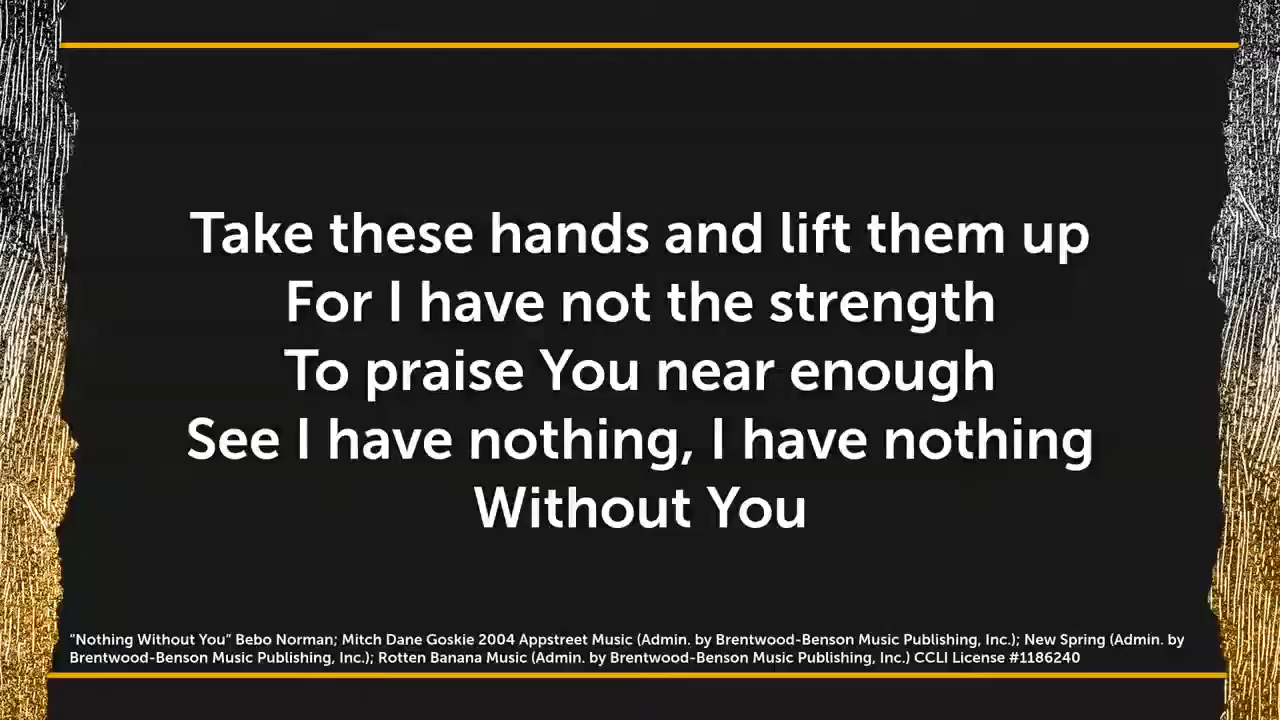 Take these hands and lift them up
For I have not the strength
To praise You near enough
See I have nothing, I have nothing
Without You
"Nothing Without You" Bebo Norman; Mitch Dane Goskie 2004 Appstreet Music (Admin. by Brentwood-Benson Music Publishing, Inc.); New Spring (Admin. by
Brentwood-Benson Music Publishing, Inc.); Rotten Banana Music (Admin. by Brentwood-Benson Music Publishing, Inc.) CCLI License #1186240